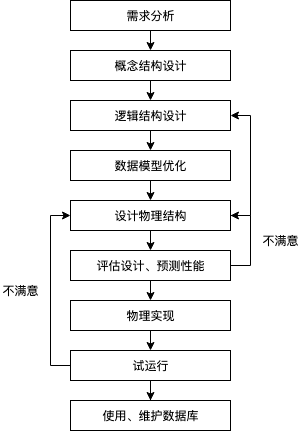 需求分析
概念结构设计
逻辑结构设计
数据模型优化
设计物理结构
不满意
评估设计、预测性能
不满意
物理实现
试运行
使用、维护数据库